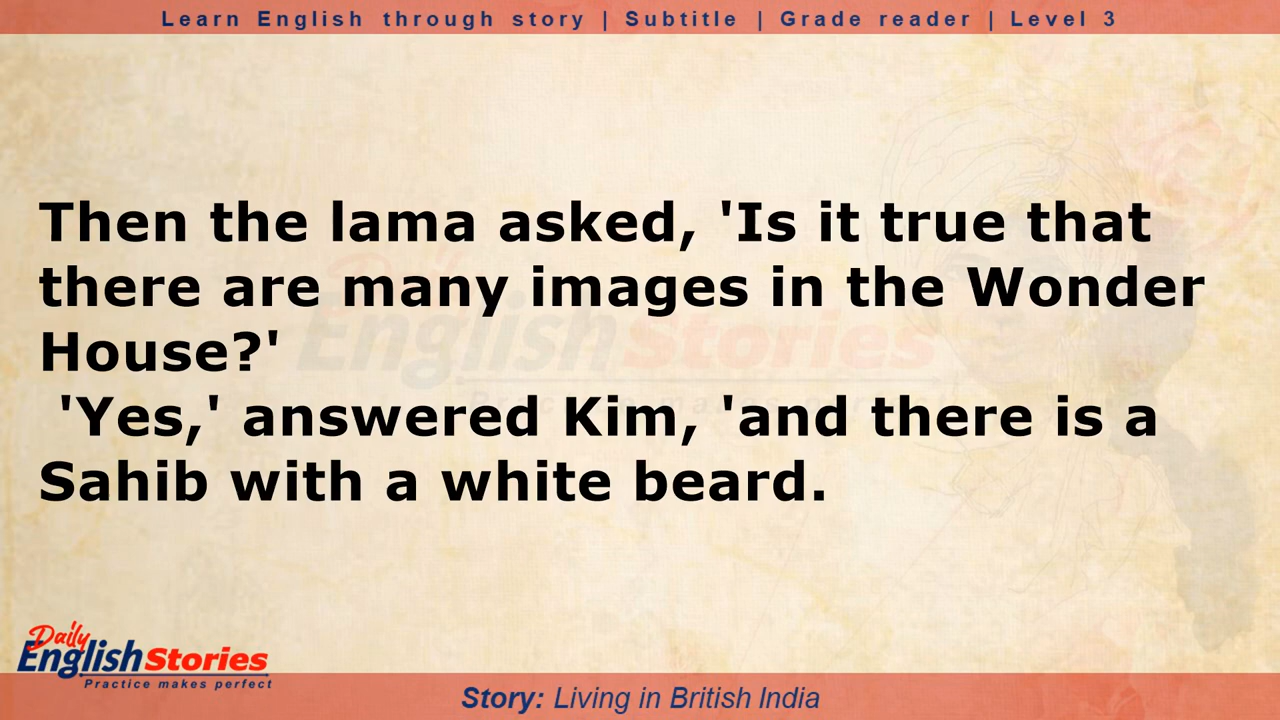 Learn English through story | Subtitle | Grade reader | Level 3
Then the lama asked, 'Is it true that
there are many images in the Wonder
House?'
'Yes,' answered Kim, 'and there is a
Sahib with a white beard.
Daily
English Stories
Practice makes perfect
Story: Living in British India